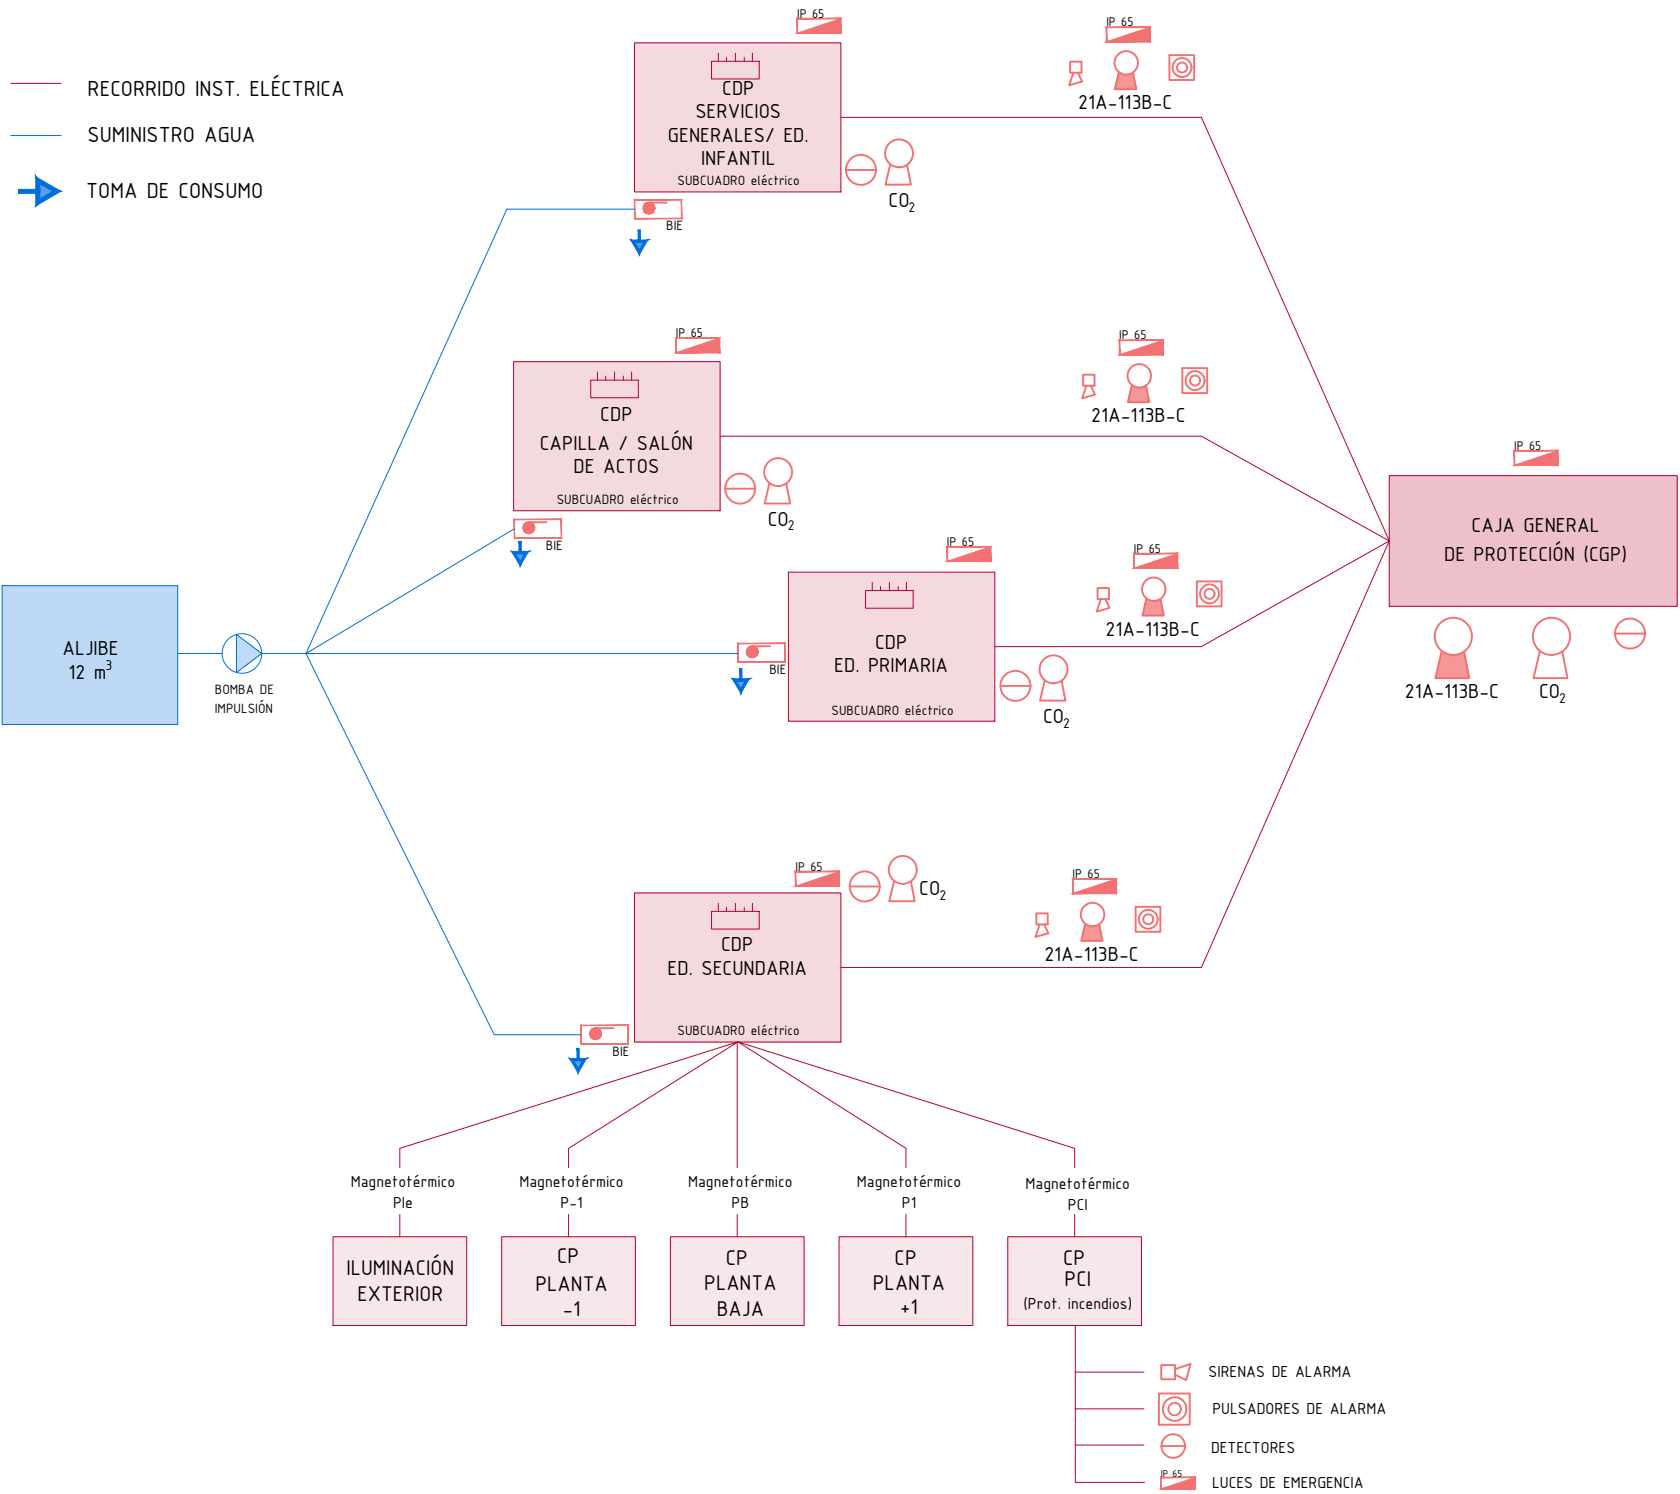 RECORRIDO INST. ELÉCTRICA
SUMINISTRO AGUA
TOMA DE CONSUMO
IP 65
CDP
SERVICIOS
GENERALES/ ED.
INFANTIL
SUBCUADRO eléctrico
BIE
CO2
IP 65
21A-113B-C
IP 65
CDP
CAPILLA / SALÓN
DE ACTOS
SUBCUADRO eléctrico
BIE
CO2
IP 65
21A-113B-C
IP 65
CAJA GENERAL
DE PROTECCIÓN (CGP)
21A-113B-C
CO2
IP 65
CDP
ED. PRIMARIA
SUBCUADRO eléctrico
BIE
CO2
IP 65
21A-113B-C
ALJIBE
12 m3
BOMBA DE
IMPULSIÓN
IP 65
CO2
CDP
ED. SECUNDARIA
SUBCUADRO eléctrico
BIE
IP 65
21A-113B-C
Magnetotérmico
PIe
Magnetotérmico
P-1
Magnetotérmico
PB
Magnetotérmico
P1
Magnetotérmico
PCI
ILUMINACIÓN
EXTERIOR
CP
PLANTA
-1
CP
PLANTA
BAJA
CP
PLANTA
+1
CP
PCI
(Prot. incendios)
SIRENAS DE ALARMA
PULSADORES DE ALARMA
DETECTORES
IP 65
LUCES DE EMERGENCIA